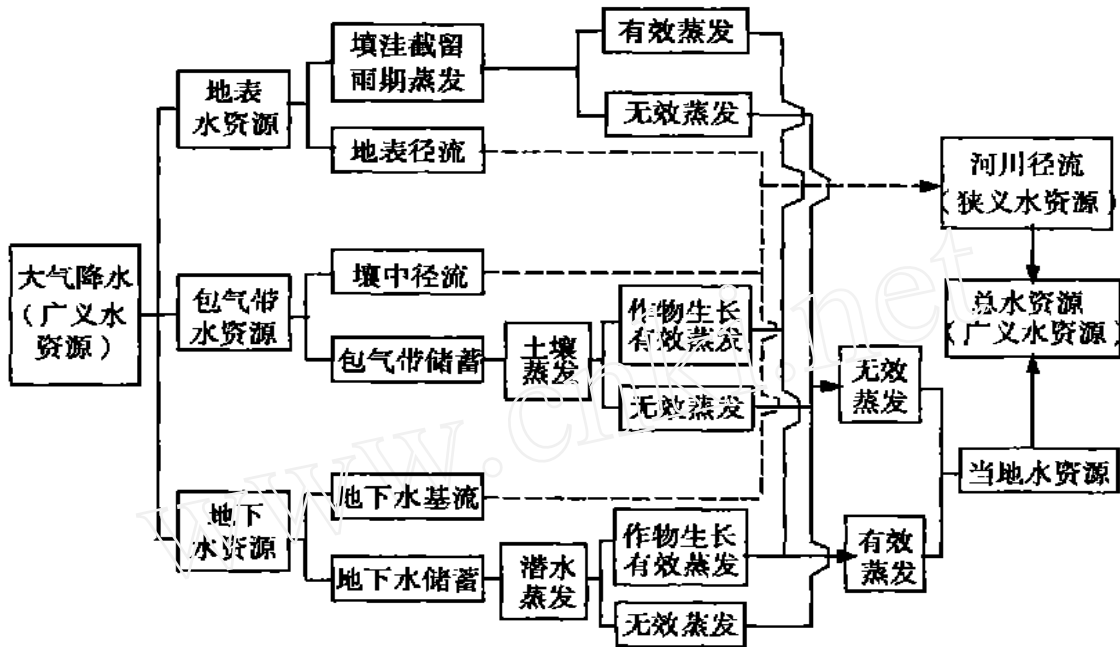 大气降水
(广义水
资源)
地表
水资源
包气带
水资源
地下
水资源
填洼截留
雨期蒸发
地表径流
壤中径流
包气带储蓄
地下水基流
地下水储蓄
土壤
蒸发
潜水
蒸发
有效蒸发
无效蒸发
作物生长
有效蒸发
无效蒸发
作物生长
有效蒸发
无效蒸发
无效
蒸发
有效
蒸发
河川径流
(狭义水资源)
总水资源
(广义水资源)
当地水资源
www.cnki.net